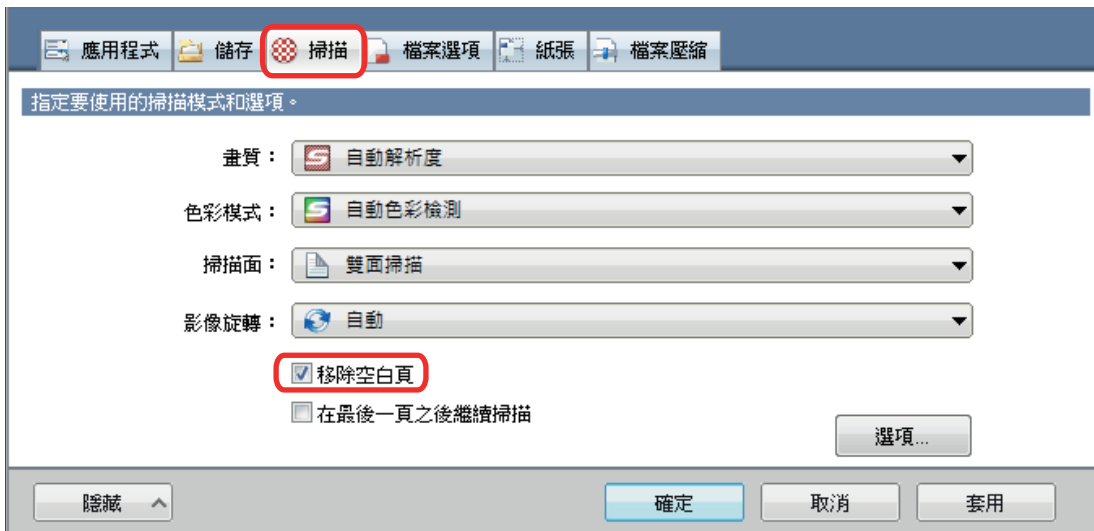 應用程式 儲存 掃描 檔案選項 紙張 檔案壓縮
指定要使用的掃描模式和選項。
畫質： 自動解析度
色彩模式： 自動色彩檢測
掃描面： 雙面掃描
影像旋轉： 自動
移除空白頁
在最後一頁之後繼續掃描
選項...
隱藏 確定 取消 套用